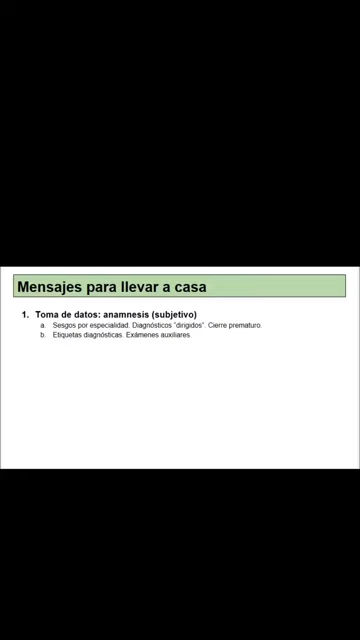 Mensajes para llevar a casa
1. Toma de datos: anamnesis (subjetivo)
a. Sesgos por especialidad. Diagnósticos "dirigidos". Cierre prematuro.
b. Etiquetas diagnósticas. Exámenes auxiliares.